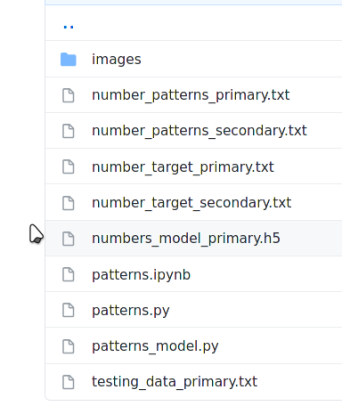 ..
images
number_patterns_primary.txt
number_patterns_secondary.txt
number_target_primary.txt
number_target_secondary.txt
numbers_model_primary.h5
patterns.ipynb
patterns.py
patterns_model.py
testing_data_primary.txt